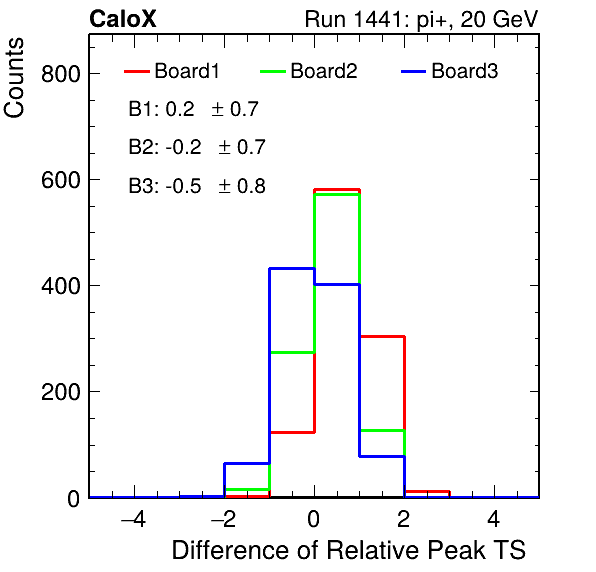 CaloX Run 1441: pi+, 20 GeV
Counts
Board1 Board2 Board3
B1: 0.2 ± 0.7
B2: -0.2 ± 0.7
B3: -0.5 ± 0.8
800
600
400
200
0
−4 −2 0 2 4
Difference of Relative Peak TS